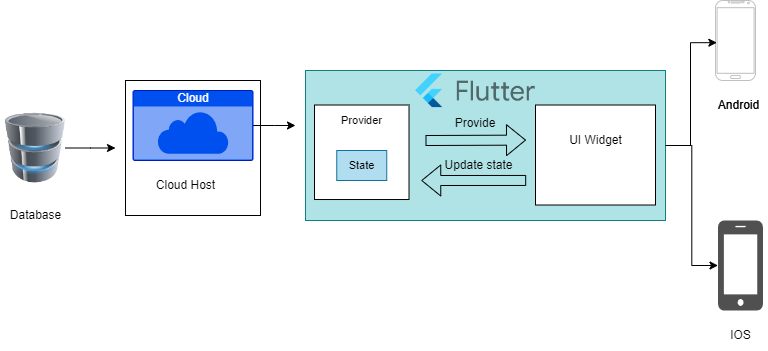 Database
Cloud
Cloud Host
Flutter
Provider
State
Provide
Update state
UI Widget
Android
IOS